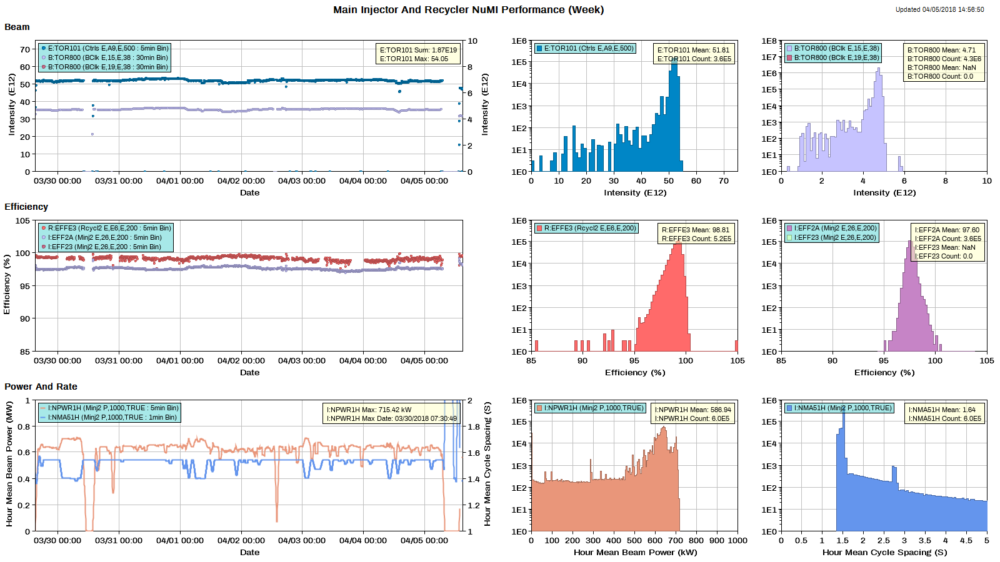 Main Injector And Recycler NuMI Performance (Week)
Updated 04/05/2018 14:56:50
Beam
E:TOR101 (Ctrls E,A9,E,500 : 5min Bin)
B:TOR800 (BClk E,15,E,38 : 30min Bin)
B:TOR800 (BClk E,19,E,38 : 30min Bin)
E:TOR101 Sum: 1.87E19
E:TOR101 Max: 54.05
Intensity (E12)
70
60
50
40
30
20
10
0
10
8
6
4
2
0
Intensity (E12)
03/30 00:00 03/31 00:00 04/01 00:00 04/02 00:00 04/03 00:00 04/04 00:00 04/05 00:00
Date
E:TOR101 (Ctrls E,A9,E,500)
E:TOR101 Mean: 51.81
E:TOR101 Count: 3.6E5
1E6
1E5
1E4
1E3
1E2
1E1
1E0
0 10 20 30 40 50 60 70
Intensity (E12)
B:TOR800 (BClk E,15,E,38)
B:TOR800 (BClk E,19,E,38)
B:TOR800 Mean: 4.71
B:TOR800 Count: 4.3E6
B:TOR800 Mean: NaN
B:TOR800 Count: 0.0
1E8
1E7
1E6
1E5
1E4
1E3
1E2
1E1
1E0
0 2 4 6 8 10
Intensity (E12)
Efficiency
R:EFFE3 (Rcycl2 E,E6,E,200 : 5min Bin)
I:EFF2A (Minj2 E,26,E,200 : 5min Bin)
I:EFF23 (Minj2 E,26,E,200 : 5min Bin)
Efficiency (%)
105
100
95
90
85
03/30 00:00 03/31 00:00 04/01 00:00 04/02 00:00 04/03 00:00 04/04 00:00 04/05 00:00
Date
R:EFFE3 (Rcycl2 E,E6,E,200)
R:EFFE3 Mean: 98.81
R:EFFE3 Count: 5.2E5
1E6
1E5
1E4
1E3
1E2
1E1
1E0
85 90 95 100 105
Efficiency (%)
I:EFF2A (Minj2 E,26,E,200)
I:EFF23 (Minj2 E,26,E,200)
I:EFF2A Mean: 97.60
I:EFF2A Count: 3.6E5
I:EFF23 Mean: NaN
I:EFF23 Count: 0.0
1E6
1E5
1E4
1E3
1E2
1E1
1E0
85 90 95 100 105
Efficiency (%)
Power And Rate
I:NPWR1H (Minj2 P,1000,TRUE : 5min Bin)
I:NMA51H (Minj2 P,1000,TRUE : 1min Bin)
I:NPWR1H Max: 715.42 kW
I:NPWR1H Max Date: 03/30/2018 07:30:49
Hour Mean Beam Power (MW)
1
0.8
0.6
0.4
0.2
0
2
1.8
1.6
1.4
1.2
1
Hour Mean Cycle Spacing (S)
03/30 00:00 03/31 00:00 04/01 00:00 04/02 00:00 04/03 00:00 04/04 00:00 04/05 00:00
Date
I:NPWR1H (Minj2 P,1000,TRUE)
I:NPWR1H Mean: 586.94
I:NPWR1H Count: 6.0E5
1E6
1E5
1E4
1E3
1E2
1E1
1E0
0 100 200 300 400 500 600 700 800 900 1000
Hour Mean Beam Power (kW)
I:NMA51H (Minj2 P,1000,TRUE)
I:NMA51H Mean: 1.64
I:NMA51H Count: 6.0E5
1E6
1E5
1E4
1E3
1E2
1E1
1E0
0 0.5 1 1.5 2 2.5 3 3.5 4 4.5 5
Hour Mean Cycle Spacing (S)